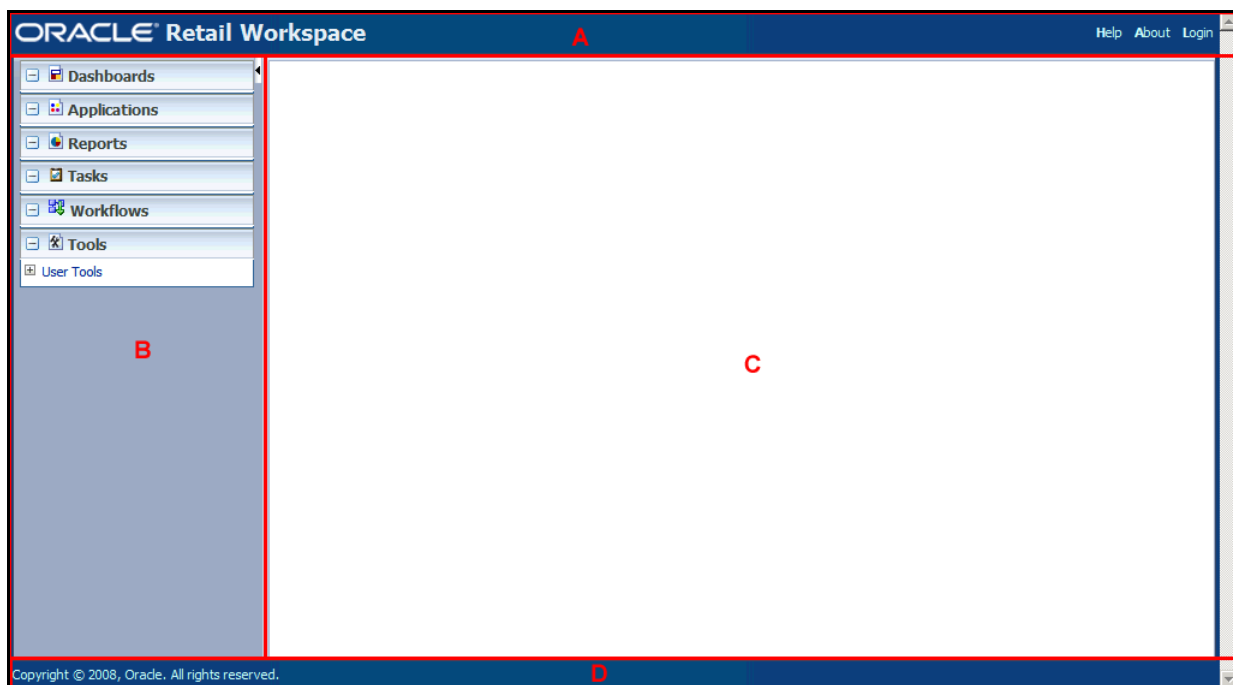 ORACLE® Retail Workspace
A
Help About Login
Dashboards
Applications
Reports
Tasks
Workflows
Tools
User Tools
B
C
Copyright © 2008, Oracle. All rights reserved.
D